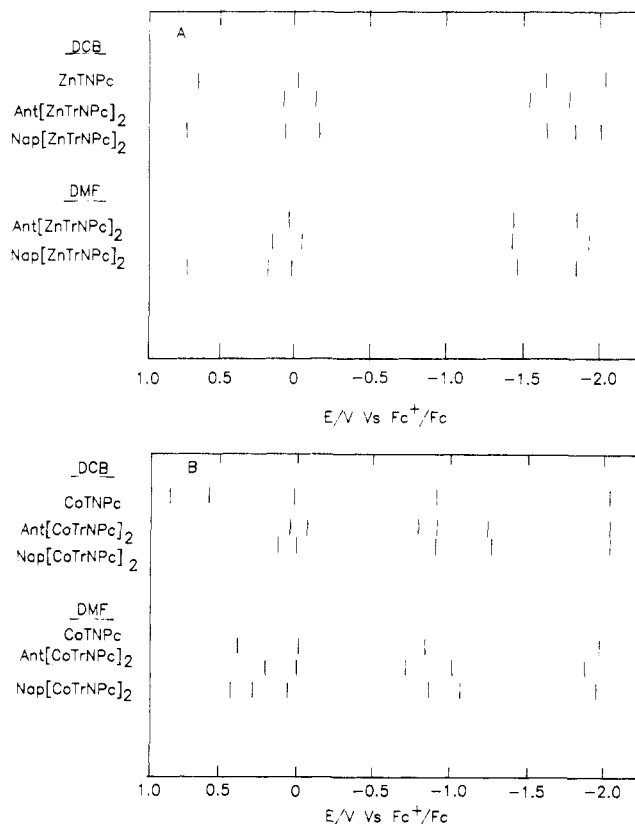 A
DCB
ZnTNPc
Ant[ZnTrNPc]2
Nap[ZnTrNPc]2
DMF
Ant[ZnTrNPc]2
Nap[ZnTrNPc]2
1.0 0.5 0 -0.5 -1.0 -1.5 -2.0
E/V Vs Fc+/Fc
B
DCB
CoTNPc
Ant[CoTrNPc]2
Nap[CoTrNPc]2
DMF
CoTNPc
Ant[CoTrNPc]2
Nap[CoTrNPc]2
1.0 0.5 0 -0.5 -1.0 -1.5 -2.0
E/V Vs Fc+/Fc